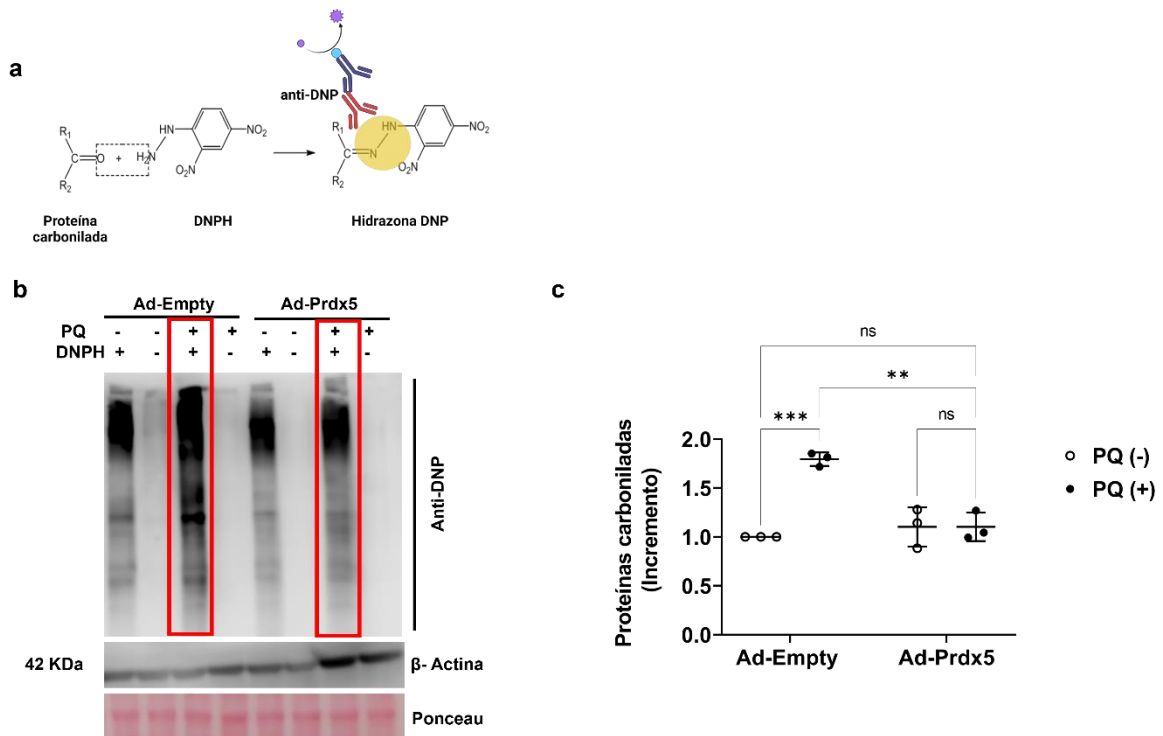 a
anti-DNP
R1
C=O
R2
+
H2N
HN
NO2
O2N
R1
C=N
R2
HN
NO2
O2N
Proteína
carbonilada
DNPH
Hidrazona DNP
b
Ad-Empty Ad-Prdx5
PQ - - + + - - + +
DNPH + - + - + - + -
Anti-DNP
42 KDa β- Actina
Ponceau
c
ns
**
*** ns
Proteínas carboniladas
(Incremento)
2.0
1.5
1.0
0.5
0.0
Ad-Empty Ad-Prdx5
PQ (-)
PQ (+)